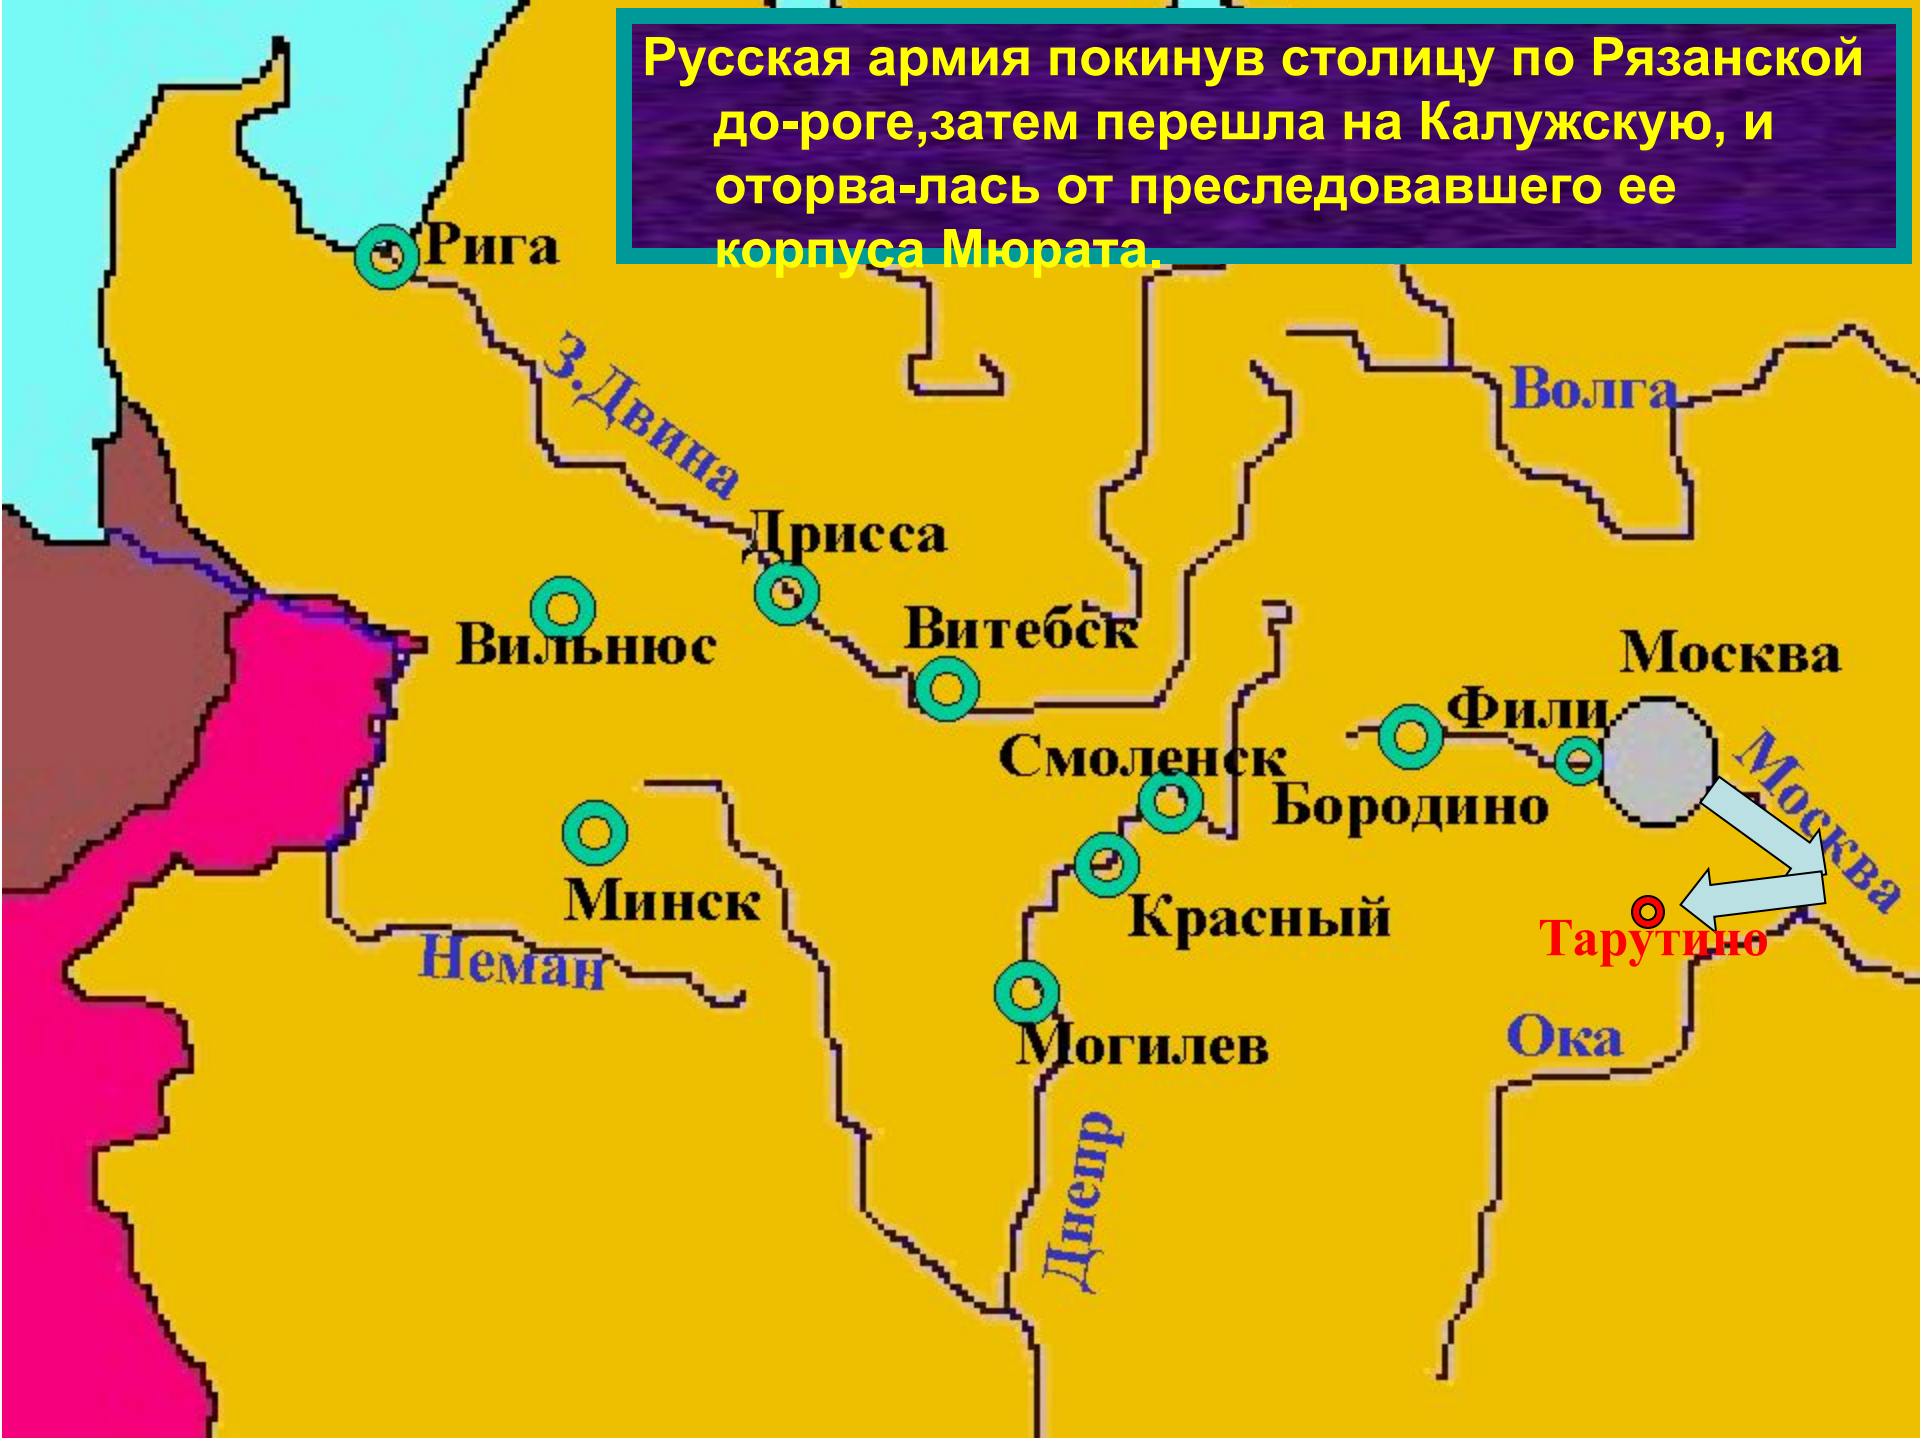 Русская армия покинув столицу по Рязанской
до-роге,затем перешла на Калужскую, и
оторва-лась от преследовавшего ее
корпуса Мюрата.
Рига
З.Двина
Волга
Дрисса
Витебск
Вильнюс
Москва
Фили
Смоленск
Москва
Бородино
Минск
Красный
Тарутино
Неман
Ока
Могилев
Днепр